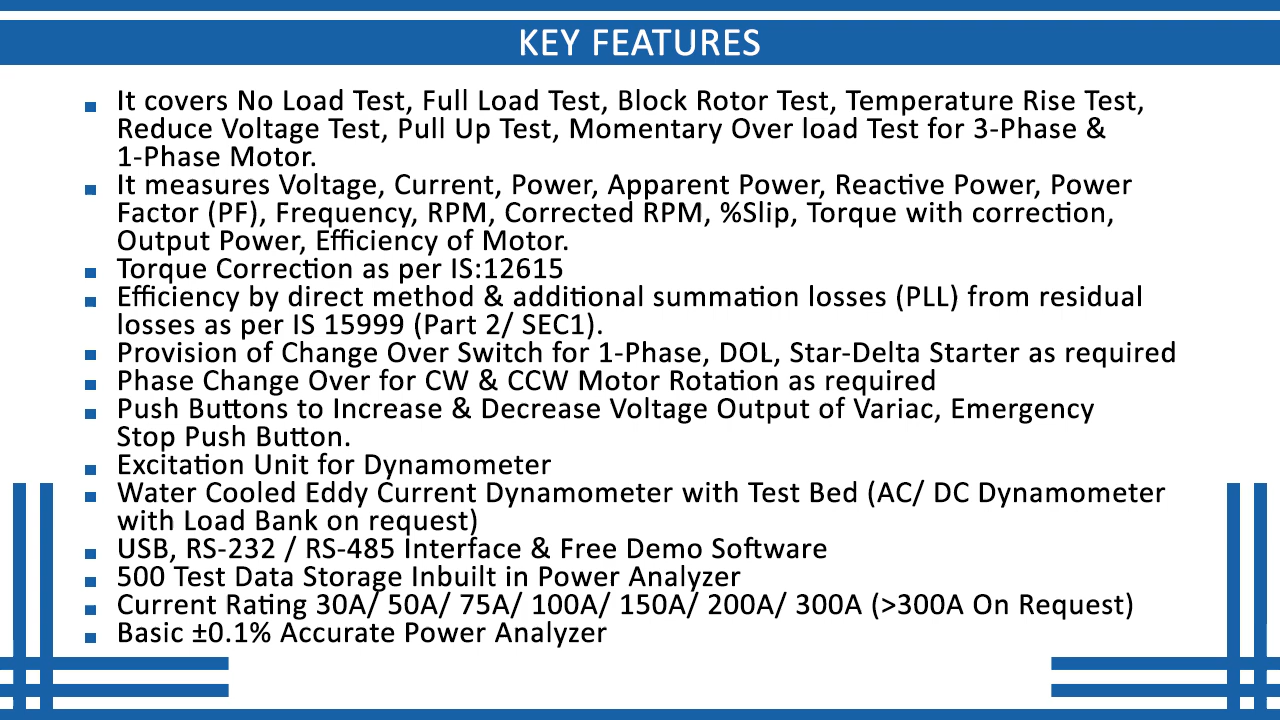 KEY FEATURES
It covers No Load Test, Full Load Test, Block Rotor Test, Temperature Rise Test,
Reduce Voltage Test, Pull Up Test, Momentary Over load Test for 3-Phase &
1-Phase Motor.
It measures Voltage, Current, Power, Apparent Power, Reactive Power, Power
Factor (PF), Frequency, RPM, Corrected RPM, %Slip, Torque with correction,
Output Power, Efficiency of Motor.
Torque Correction as per IS:12615
Efficiency by direct method & additional summation losses (PLL) from residual
losses as per IS 15999 (Part 2/ SEC1).
Provision of Change Over Switch for 1-Phase, DOL, Star-Delta Starter as required
Phase Change Over for CW & CCW Motor Rotation as required
Push Buttons to Increase & Decrease Voltage Output of Variac, Emergency
Stop Push Button.
Excitation Unit for Dynamometer
Water Cooled Eddy Current Dynamometer with Test Bed (AC/ DC Dynamometer
with Load Bank on request)
USB, RS-232 / RS-485 Interface & Free Demo Software
500 Test Data Storage Inbuilt in Power Analyzer
Current Rating 30A/ 50A/ 75A/ 100A/ 150A/ 200A/ 300A (>300A On Request)
Basic ±0.1% Accurate Power Analyzer